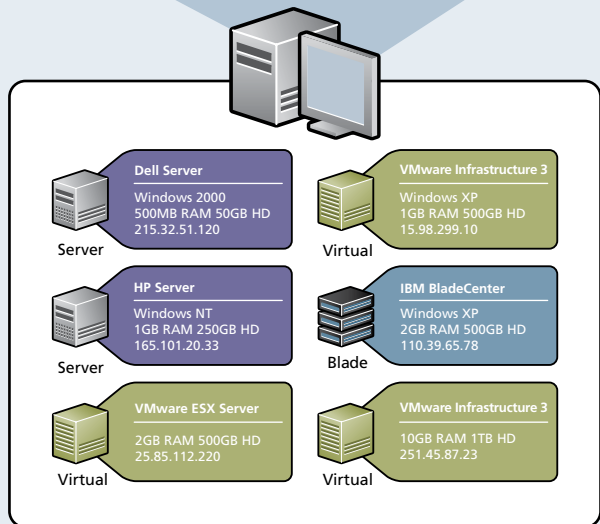 Dell Server
Windows 2000
500MB RAM 50GB HD
215.32.51.120
Server
VMware Infrastructure 3
Windows XP
1GB RAM 500GB HD
15.98.299.10
Virtual
HP Server
Windows NT
1GB RAM 250GB HD
165.101.20.33
Server
IBM BladeCenter
Windows XP
2GB RAM 500GB HD
110.39.65.78
Blade
VMware ESX Server
2GB RAM 500GB HD
25.85.112.220
Virtual
VMware Infrastructure 3
10GB RAM 1TB HD
251.45.87.23
Virtual